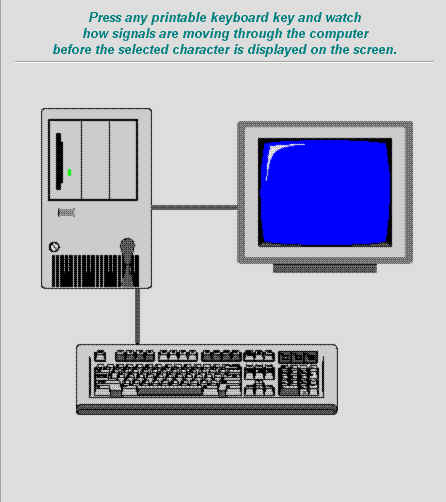 Press any printable keyboard key and watch
how signals are moving through the computer
before the selected character is displayed on the screen.